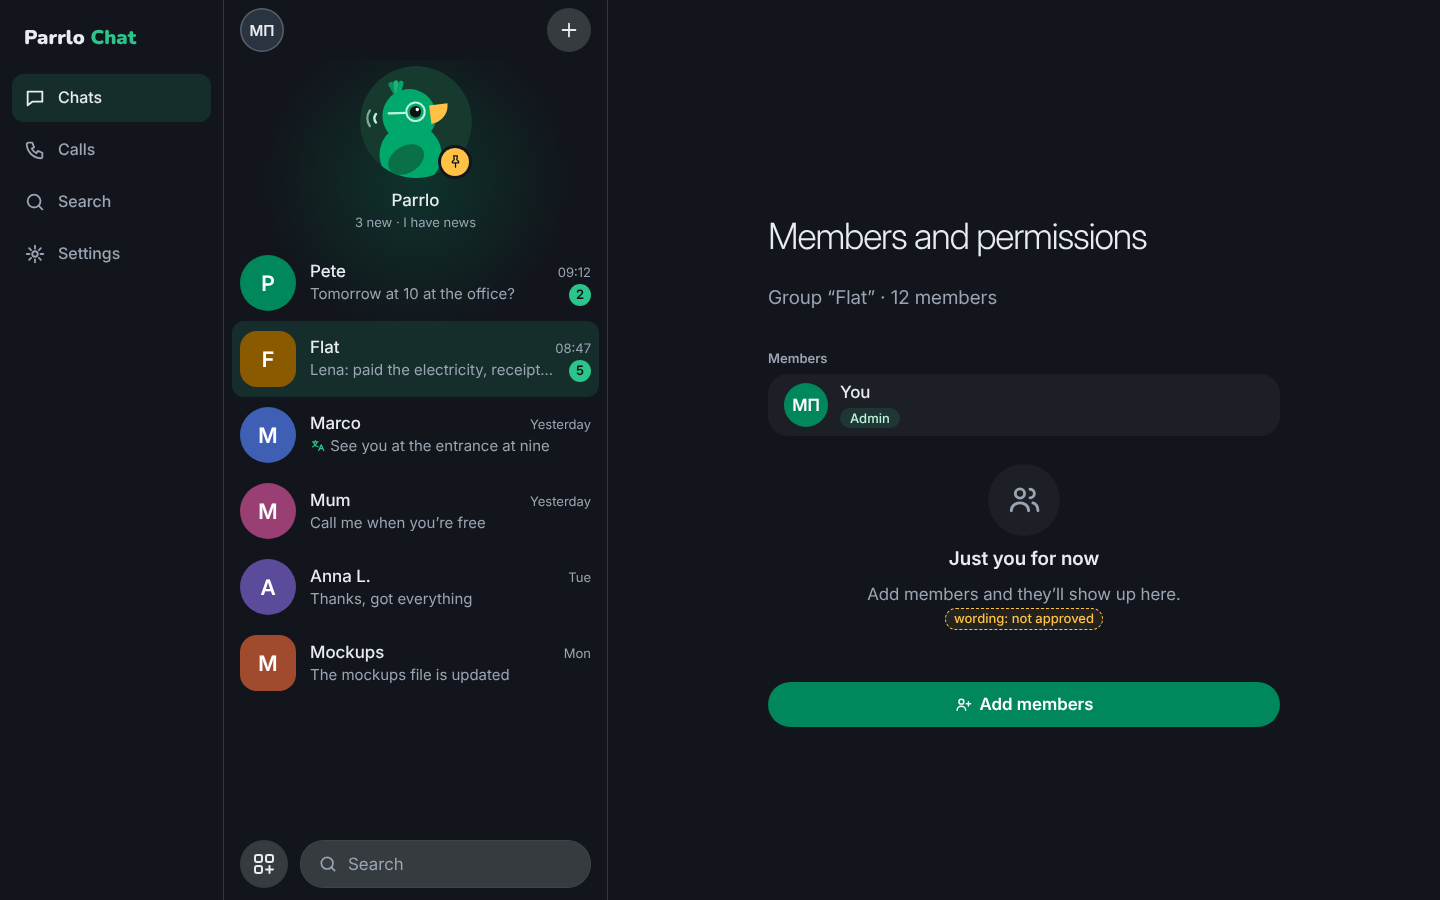 Parrlo Chat
Chats
Calls
Search
Settings
МП
Parrlo
3 new · I have news
P
Pete
09:12
Tomorrow at 10 at the office?
2
F
Flat
08:47
Lena: paid the electricity, receipt...
5
M
Marco
Yesterday
See you at the entrance at nine
M
Mum
Yesterday
Call me when you’re free
A
Anna L.
Tue
Thanks, got everything
M
Mockups
Mon
The mockups file is updated
Search
Members and permissions
Group “Flat” · 12 members
Members
МП
You
Admin
Just you for now
Add members and they’ll show up here.
wording: not approved
Add members